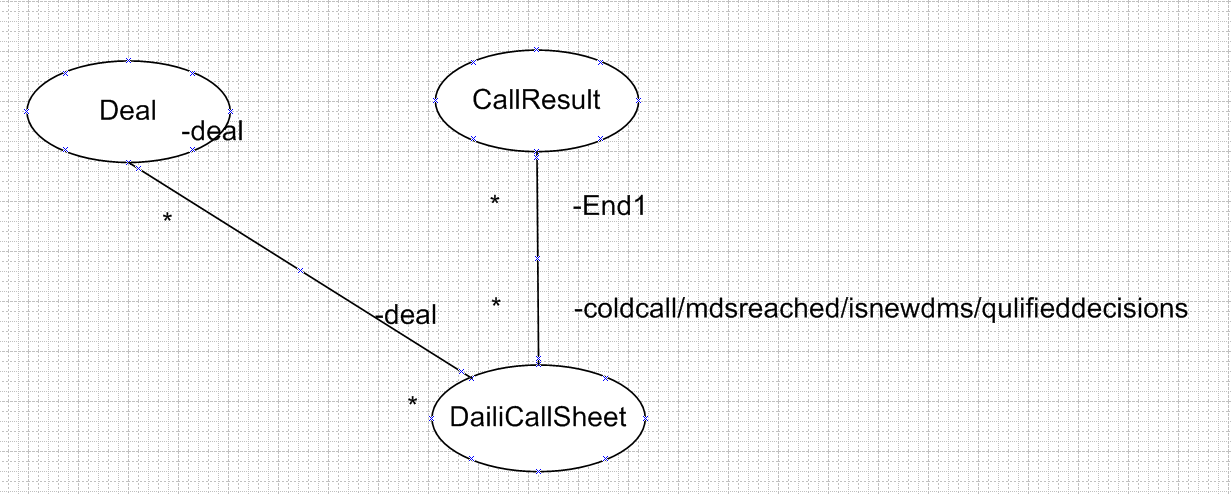 Deal
-deal
CallResult
*
*
-End1
-deal
*
-coldcall/mdsreached/isnewdms/qulifieddecisions
*
DailiCallSheet